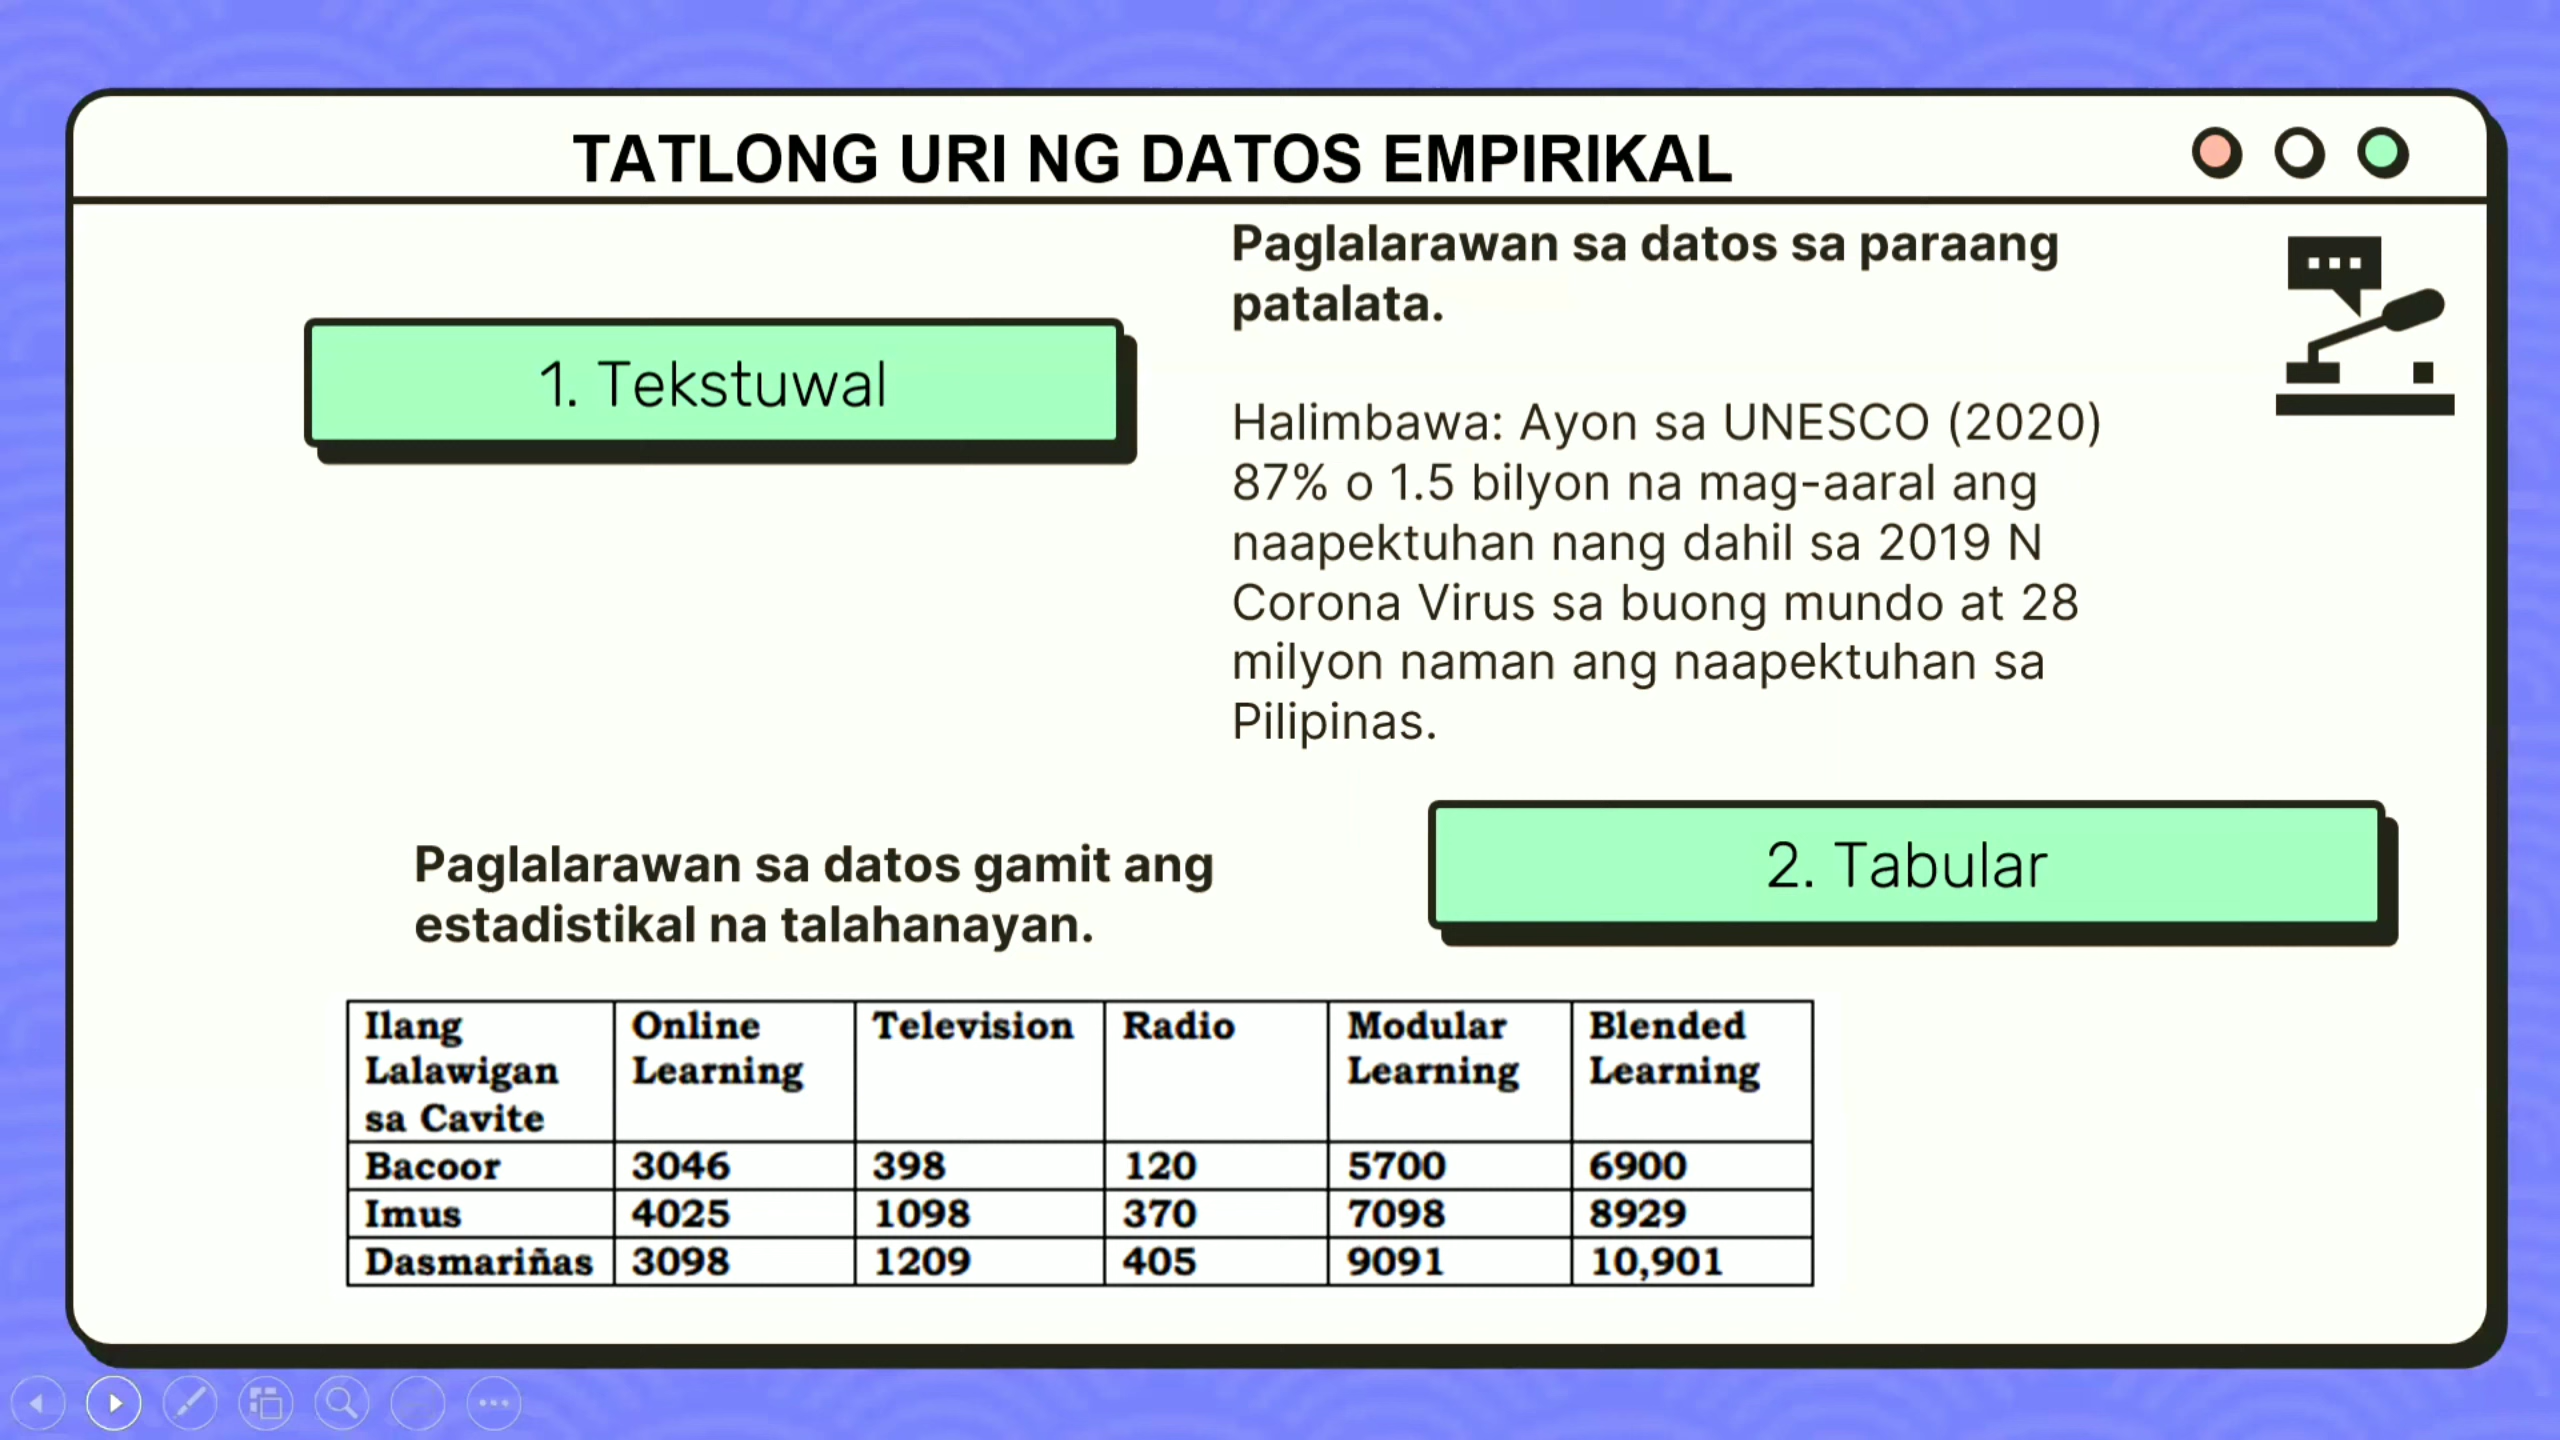 TATLONG URI NG DATOS EMPIRIKAL
1. Tekstuwal
Paglalarawan sa datos sa paraang
patalata.
Halimbawa: Ayon sa UNESCO (2020)
87% o 1.5 bilyon na mag-aaral ang
naapektuhan nang dahil sa 2019 N
Corona Virus sa buong mundo at 28
milyon naman ang naapektuhan sa
Pilipinas.
2. Tabular
Paglalarawan sa datos gamit ang
estadistikal na talahanayan.
Ilang Lalawigan sa Cavite | Online Learning | Television | Radio | Modular Learning | Blended Learning
Bacoor | 3046 | 398 | 120 | 5700 | 6900
Imus | 4025 | 1098 | 370 | 7098 | 8929
Dasmariñas | 3098 | 1209 | 405 | 9091 | 10,901